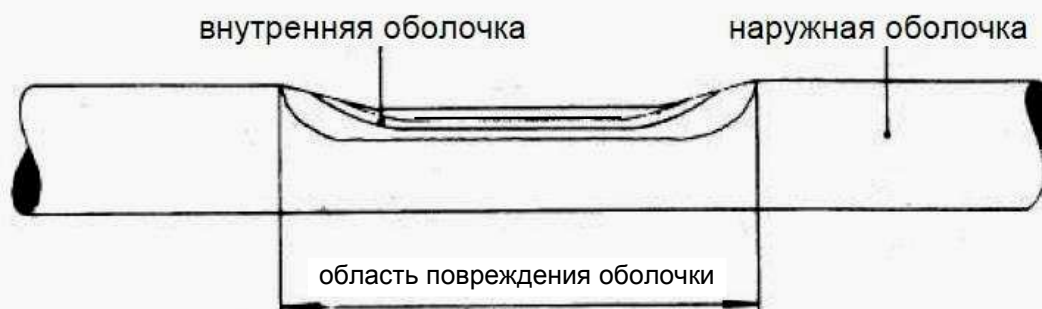 внутренняя оболочка
наружная оболочка
область повреждения оболочки